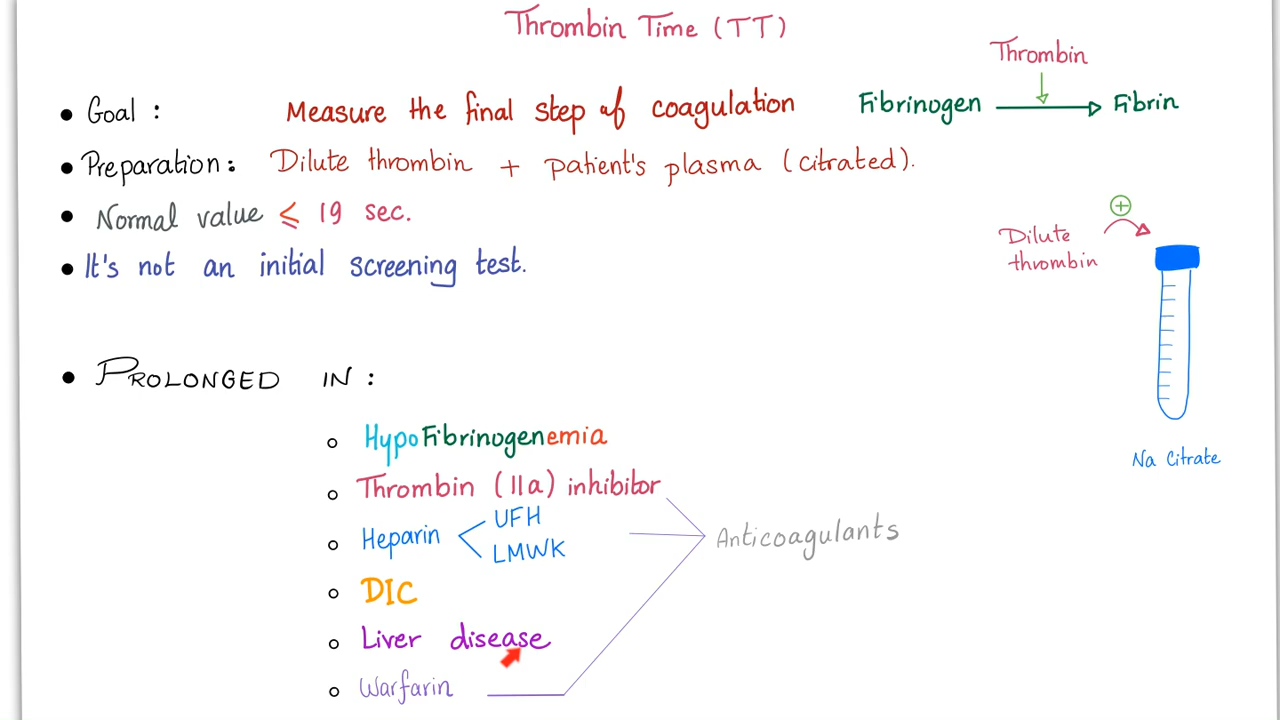 Thrombin Time (TT)
Thrombin
• Goal : Measure the final step of coagulation
Fibrinogen → Fibrin
• Preparation: Dilute thrombin + patient's plasma (citrated).
• Normal value ≤ 19 sec.
• It's not an initial screening test.
+
Dilute
thrombin
Na Citrate
• PROLONGED IN :
HypoFibrinogenemia
Thrombin (IIa) inhibitor
Heparin < UFH
LMWK
Anticoagulants
DIC
Liver disease
Warfarin